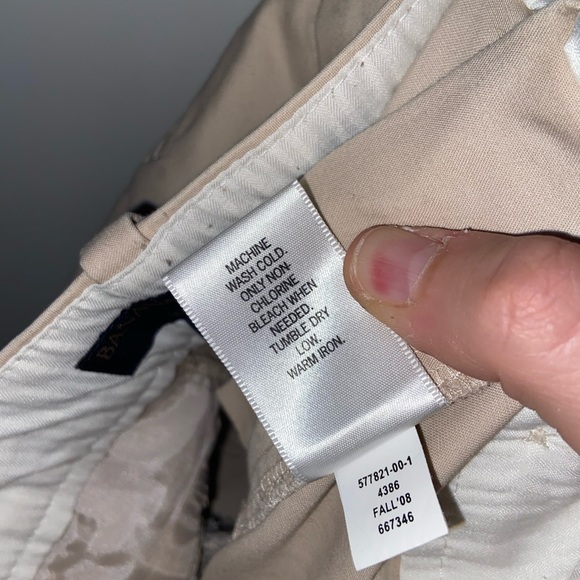 MACHINE
WASH COLD.
ONLY NON-
CHLORINE
BLEACH WHEN
NEEDED.
TUMBLE DRY
LOW.
WARM IRON.
577821-00-1
4386
FALL'08
667346